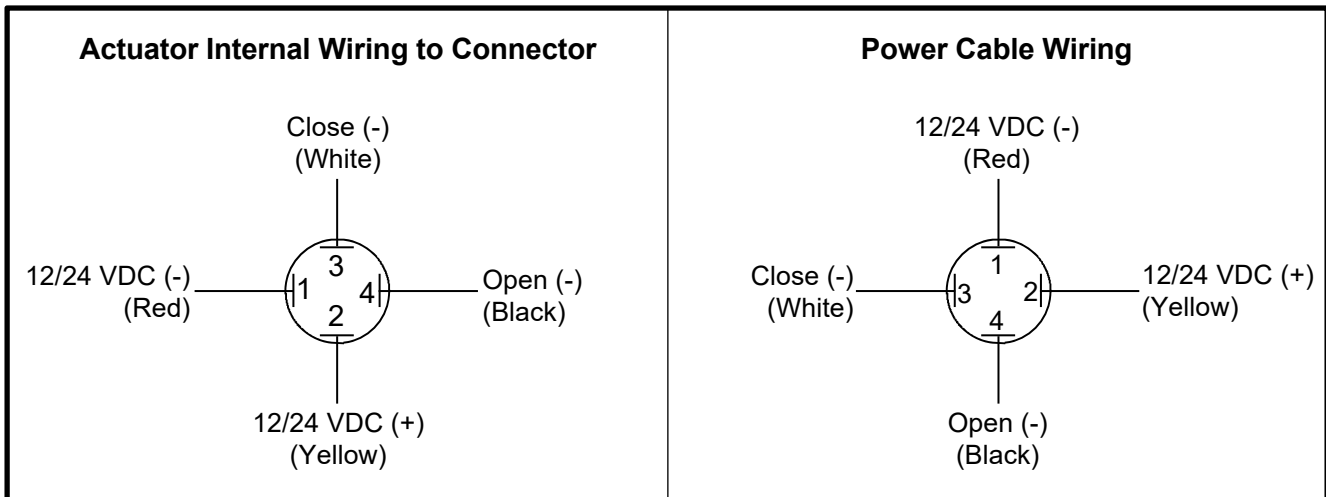 Actuator Internal Wiring to Connector
Close (-)
(White)
12/24 VDC (-)
(Red)
3
1
4
2
Open (-)
(Black)
12/24 VDC (+)
(Yellow)
Power Cable Wiring
12/24 VDC (-)
(Red)
Close (-)
(White)
1
3
2
4
12/24 VDC (+)
(Yellow)
Open (-)
(Black)